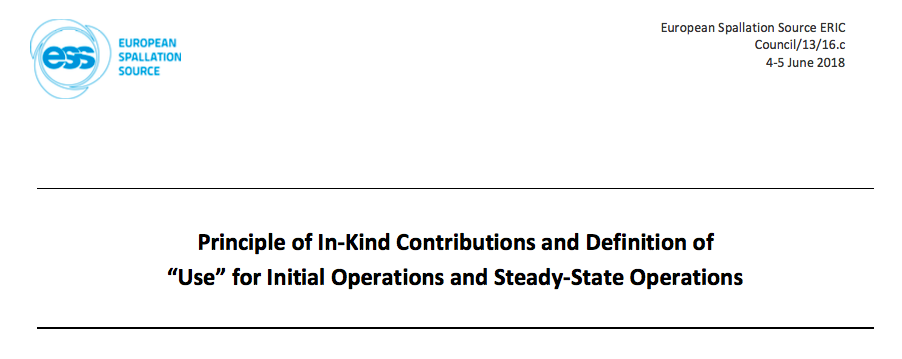 ess
EUROPEAN
SPALLATION
SOURCE
European Spallation Source ERIC
Council/13/16.c
4-5 June 2018
Principle of In-Kind Contributions and Definition of
“Use” for Initial Operations and Steady-State Operations